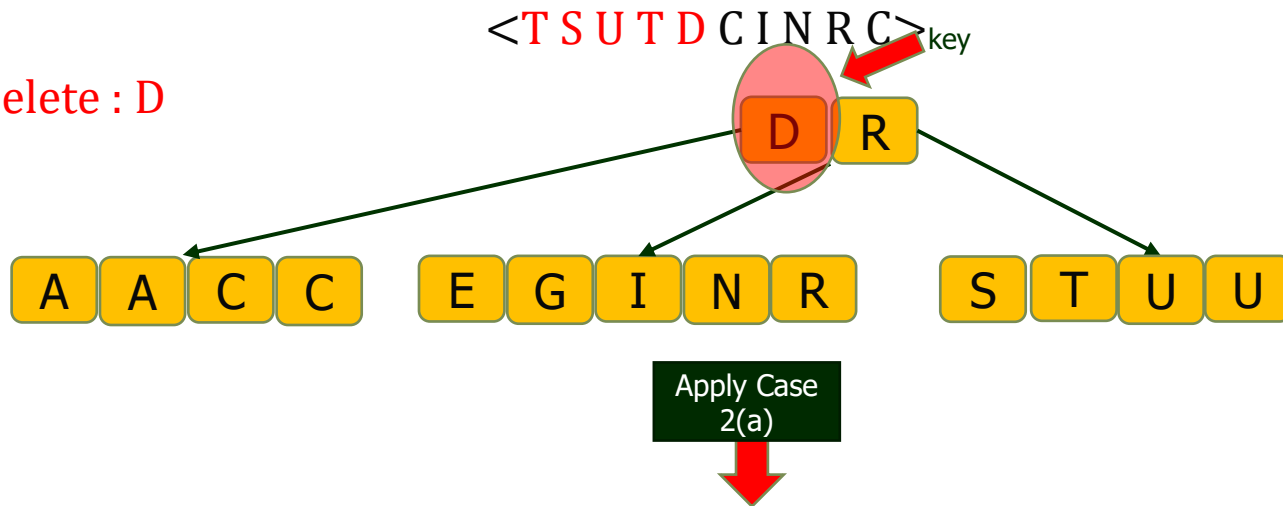 <T S U T D C I N R C>
key
elete : D
D R
A A C C E G I N R S T U U
Apply Case
2(a)